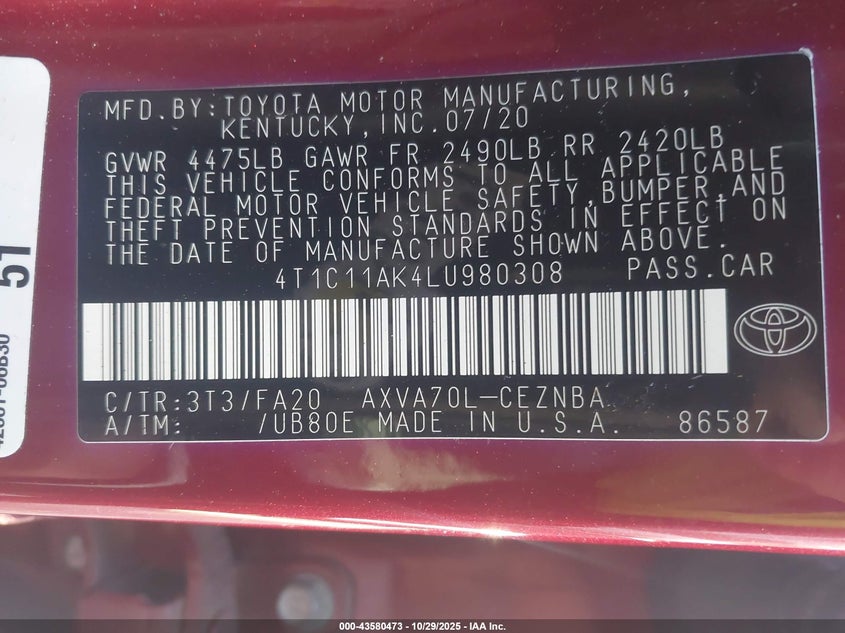 MFD.BY:TOYOTA MOTOR MANUFACTURING,
KENTUCKY,INC.07/20
GVWR 4475LB GAWR FR 2490LB RR 2420LB
THIS VEHICLE CONFORMS TO ALL APPLICABLE
FEDERAL MOTOR VEHICLE SAFETY,BUMPER,AND
THEFT PREVENTION STANDARDS IN EFFECT ON
THE DATE OF MANUFACTURE SHOWN ABOVE.
4T1C11AK4LU980308 PASS.CAR
C/TR:3T3/FA20 AXVA70L-CEZNBA
A/TM: /UB80E MADE IN U.S.A. 86587
51
000-43580473 • 10/29/2025 - IAA Inc.